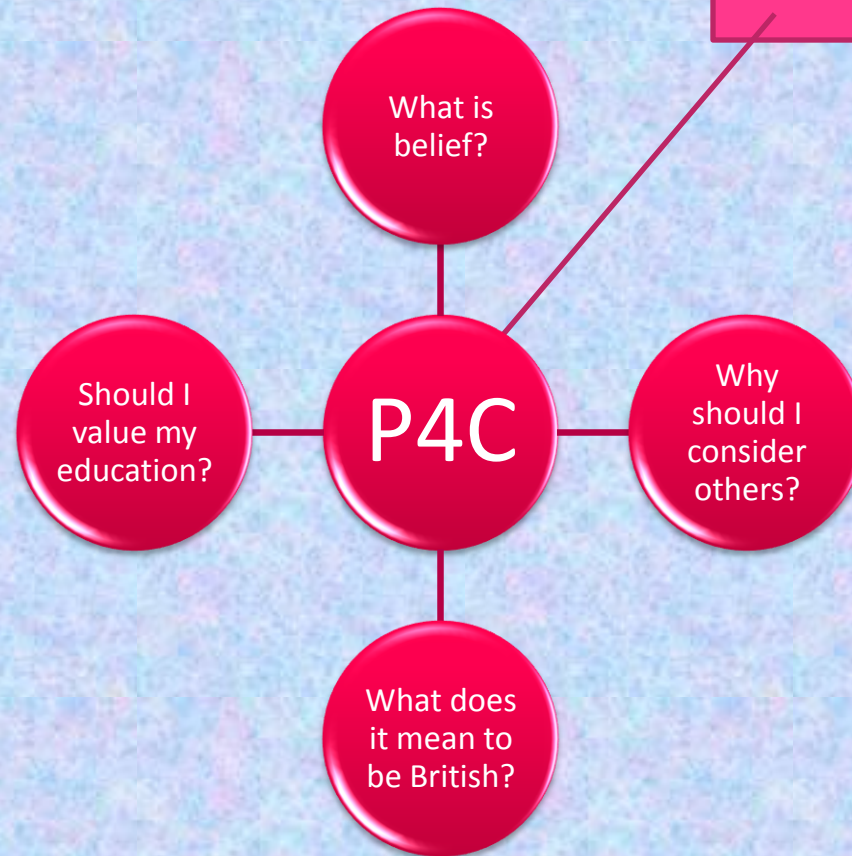 What is
belief?
Should I
value my
education?
P4C
Why
should I
consider
others?
What does
it mean to
be British?